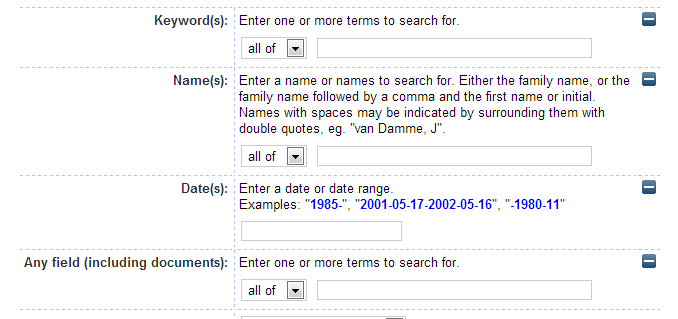 Keyword(s): Enter one or more terms to search for.
all of
Name(s): Enter a name or names to search for. Either the family name, or the
family name followed by a comma and the first name or initial.
Names with spaces may be indicated by surrounding them with
double quotes, eg. "van Damme, J".
all of
Date(s): Enter a date or date range.
Examples: "1985-", "2001-05-17-2002-05-16", "-1980-11"
Any field (including documents): Enter one or more terms to search for.
all of